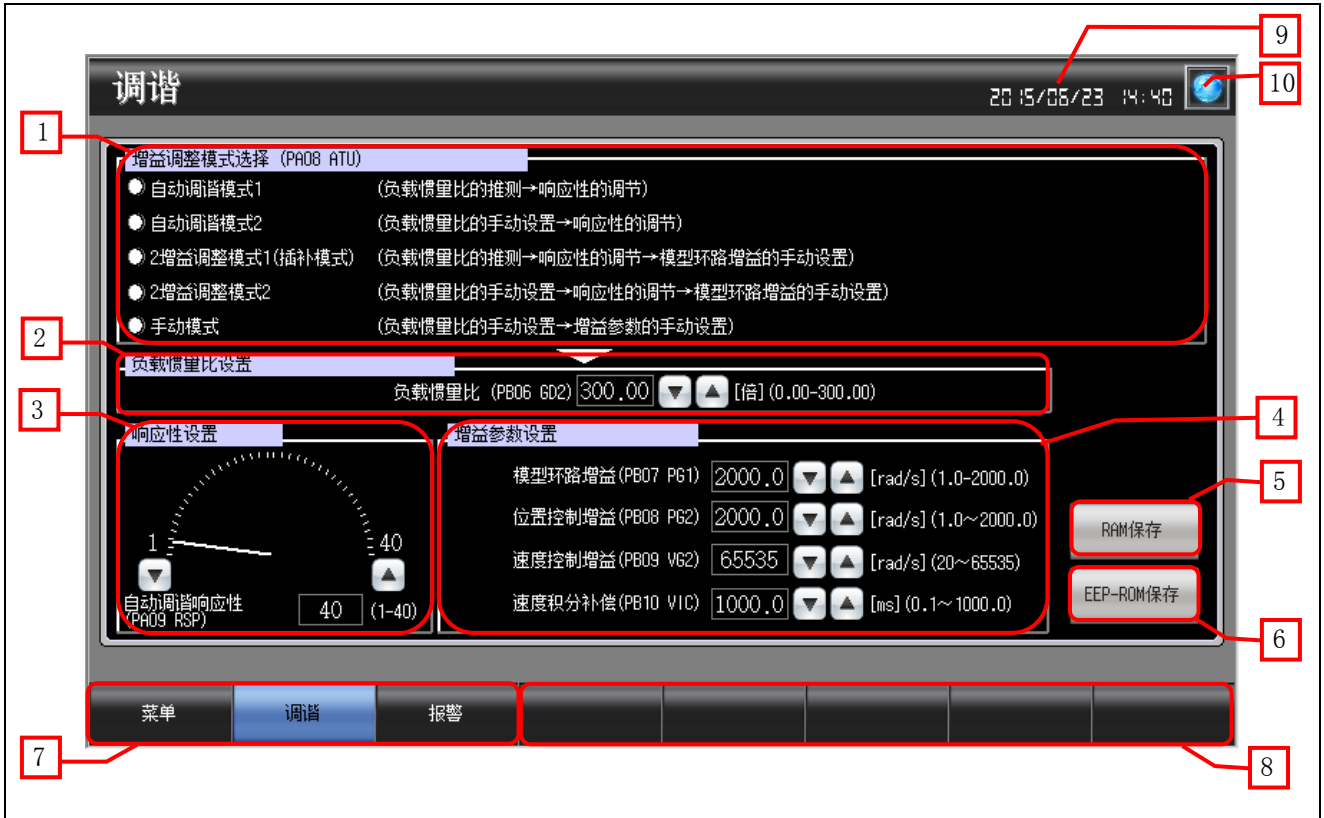 9
调谐
2015/06/23 14:40
10
1
增益调整模式选择 (PA08 ATU)
自动调谐模式1 (负载惯量比的推测→响应性的调节)
自动调谐模式2 (负载惯量比的手动设置→响应性的调节)
2增益调整模式1(插补模式) (负载惯量比的推测→响应性的调节→模型环路增益的手动设置)
2增益调整模式2 (负载惯量比的手动设置→响应性的调节→模型环路增益的手动设置)
手动模式 (负载惯量比的手动设置→增益参数的手动设置)
2
负载惯量比设置
负载惯量比 (PB06 GD2) 300.00 ▼ ▲ [倍](0.00-300.00)
3
响应性设置
1
40
▼ ▲
自动调谐响应性
(PA09 RSP)
40 (1-40)
4
增益参数设置
模型环路增益(PB07 PG1) 2000.0 ▼ ▲ [rad/s](1.0-2000.0)
位置控制增益(PB08 PG2) 2000.0 ▼ ▲ [rad/s](1.0~2000.0)
速度控制增益(PB09 VG2) 65535 ▼ ▲ [rad/s](20~65535)
速度积分补偿(PB10 VIC) 1000.0 ▼ ▲ [ms](0.1~1000.0)
5
RAM保存
EEP-ROM保存
6
菜单 调谐 报警
7
8